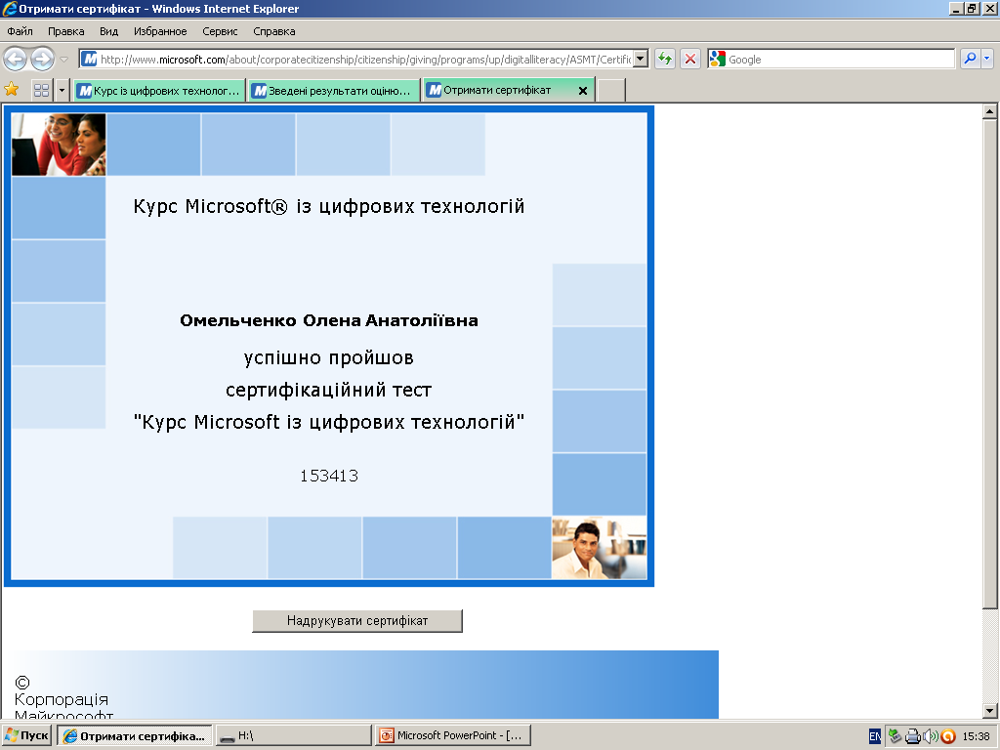 Отримати сертифікат - Windows Internet Explorer
Файл Правка Вид Избранное Сервис Справка
http://www.microsoft.com/about/corporatecitizenship/citizenship/giving/programs/up/digitalliteracy/ASMT/Certific
Google
Курс із цифрових технолог...
Зведені результати оціню...
Отримати сертифікат
Курс Microsoft® із цифрових технологій
Омельченко Олена Анатоліївна
успішно пройшов
сертифікаційний тест
"Курс Microsoft із цифрових технологій"
153413
Надрукувати сертифікат
©
Корпорація
Майкрософт
Пуск
Отримати сертифіка...
H:\
Microsoft PowerPoint - [...
EN
15:38